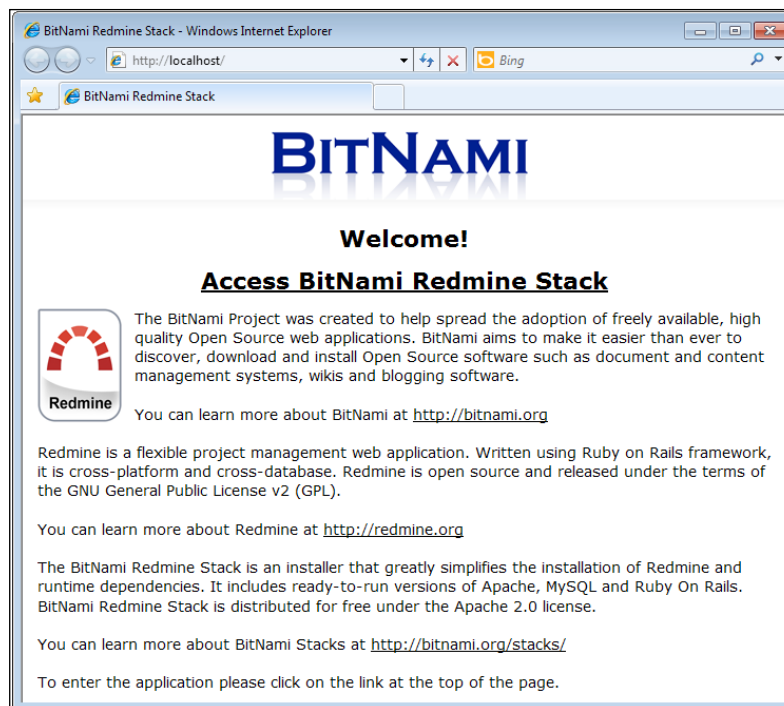 BitNami Redmine Stack - Windows Internet Explorer
http://localhost/
Bing
BitNami Redmine Stack
BITNAMI
Welcome!
Access BitNami Redmine Stack
The BitNami Project was created to help spread the adoption of freely available, high
quality Open Source web applications. BitNami aims to make it easier than ever to
discover, download and install Open Source software such as document and content
management systems, wikis and blogging software.
Redmine
You can learn more about BitNami at http://bitnami.org
Redmine is a flexible project management web application. Written using Ruby on Rails framework,
it is cross-platform and cross-database. Redmine is open source and released under the terms of
the GNU General Public License v2 (GPL).
You can learn more about Redmine at http://redmine.org
The BitNami Redmine Stack is an installer that greatly simplifies the installation of Redmine and
runtime dependencies. It includes ready-to-run versions of Apache, MySQL and Ruby On Rails.
BitNami Redmine Stack is distributed for free under the Apache 2.0 license.
You can learn more about BitNami Stacks at http://bitnami.org/stacks/
To enter the application please click on the link at the top of the page.